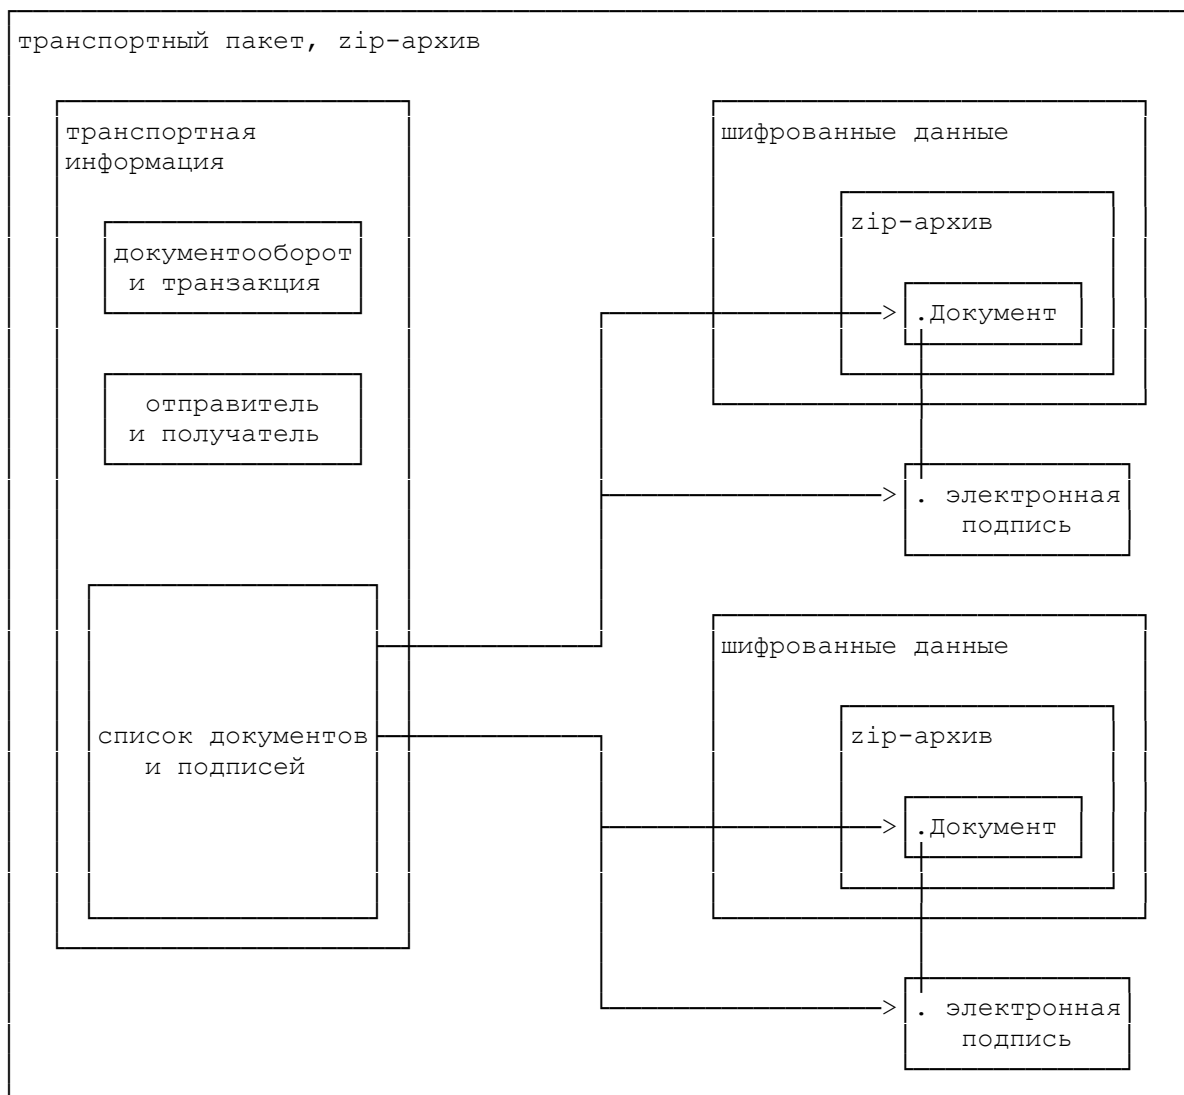 транспортный пакет, zip-архив
транспортная
информация
документооборот
и транзакция
отправитель
и получатель
список документов
и подписей
шифрованные данные
zip-архив
> .Документ
> . электронная
подпись
шифрованные данные
zip-архив
> .Документ
> . электронная
подпись